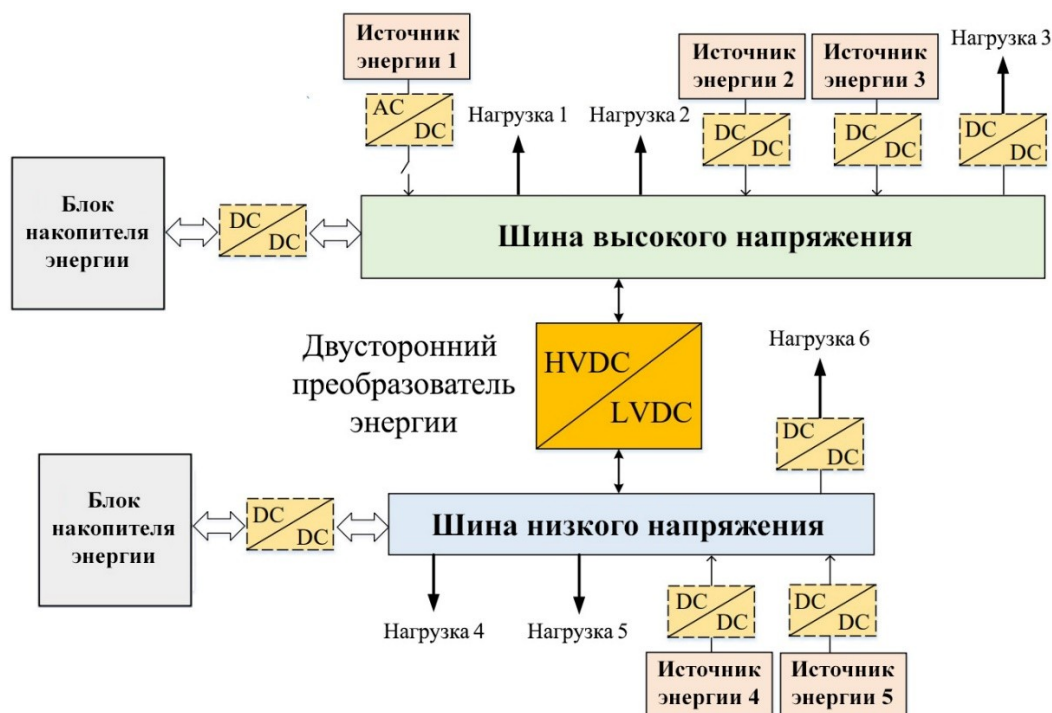 Источник
энергии 1
Источник
энергии 2
Источник
энергии 3
Нагрузка 3
AC
DC
Нагрузка 1
Нагрузка 2
DC
DC
DC
DC
DC
DC
Блок
накопителя
энергии
DC
DC
Шина высокого напряжения
Двусторонний
преобразователь
энергии
HVDC
LVDC
Нагрузка 6
DC
DC
Блок
накопителя
энергии
DC
DC
Шина низкого напряжения
Нагрузка 4
Нагрузка 5
DC
DC
DC
DC
Источник
энергии 4
Источник
энергии 5